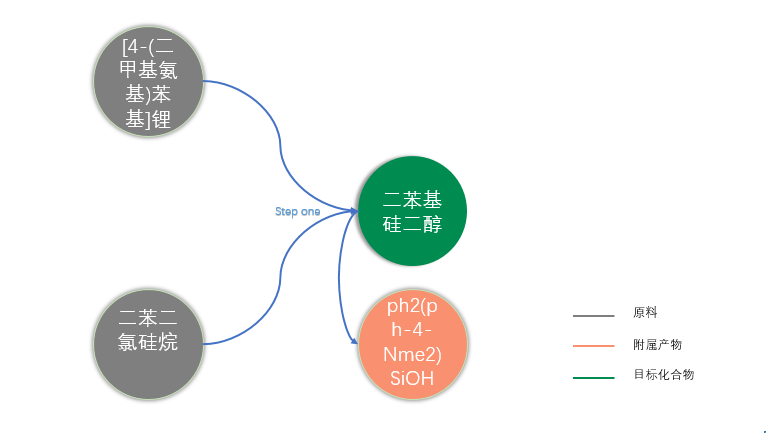 [4-(二
甲基氨
基)苯
基]锂
二苯基
硅二醇
Step one
二苯二
氯硅烷
ph2(p
h-4-
Nme2)
SiOH
原料
附属产物
目标化合物